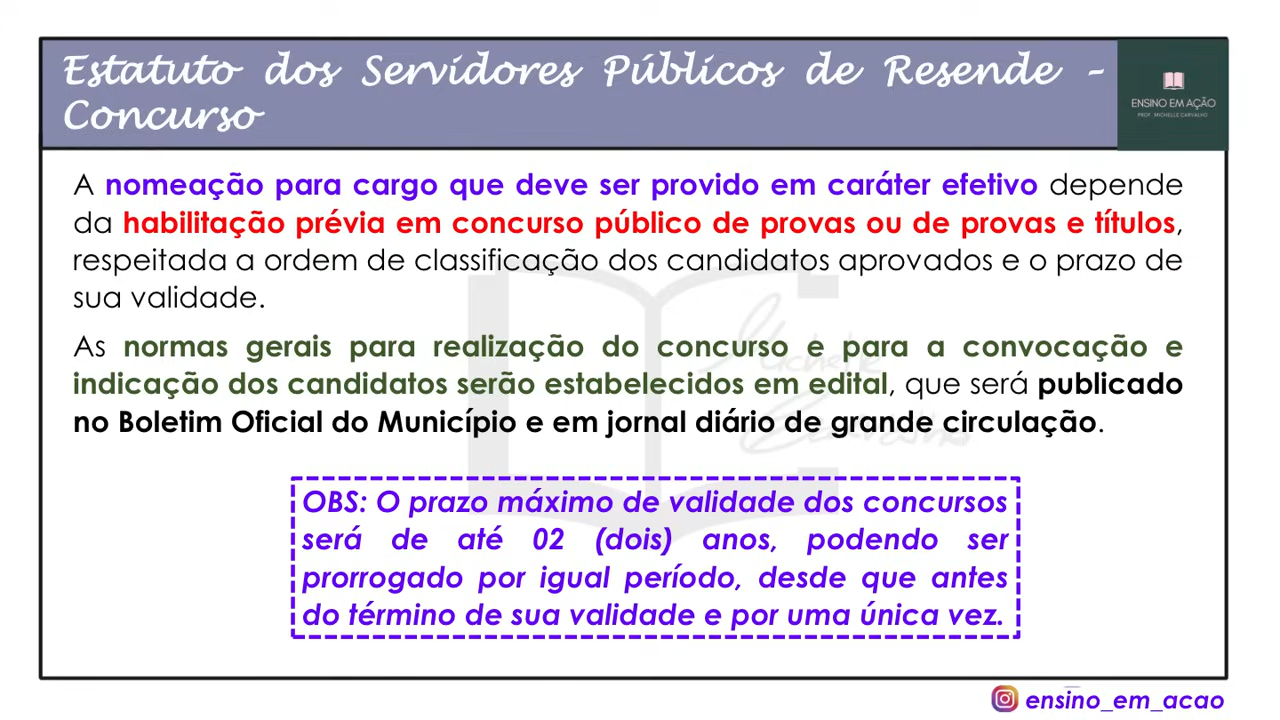 Estatuto dos Servidores Públicos de Resende –
Concurso
ENSINO EM AÇÃO
PROF. MICHELLE CARVALHO
A nomeação para cargo que deve ser provido em caráter efetivo depende
da habilitação prévia em concurso público de provas ou de provas e títulos,
respeitada a ordem de classificação dos candidatos aprovados e o prazo de
sua validade.
As normas gerais para realização do concurso e para a convocação e
indicação dos candidatos serão estabelecidos em edital, que será publicado
no Boletim Oficial do Município e em jornal diário de grande circulação.
OBS: O prazo máximo de validade dos concursos
será de até 02 (dois) anos, podendo ser
prorrogado por igual período, desde que antes
do término de sua validade e por uma única vez.
ensino_em_acao